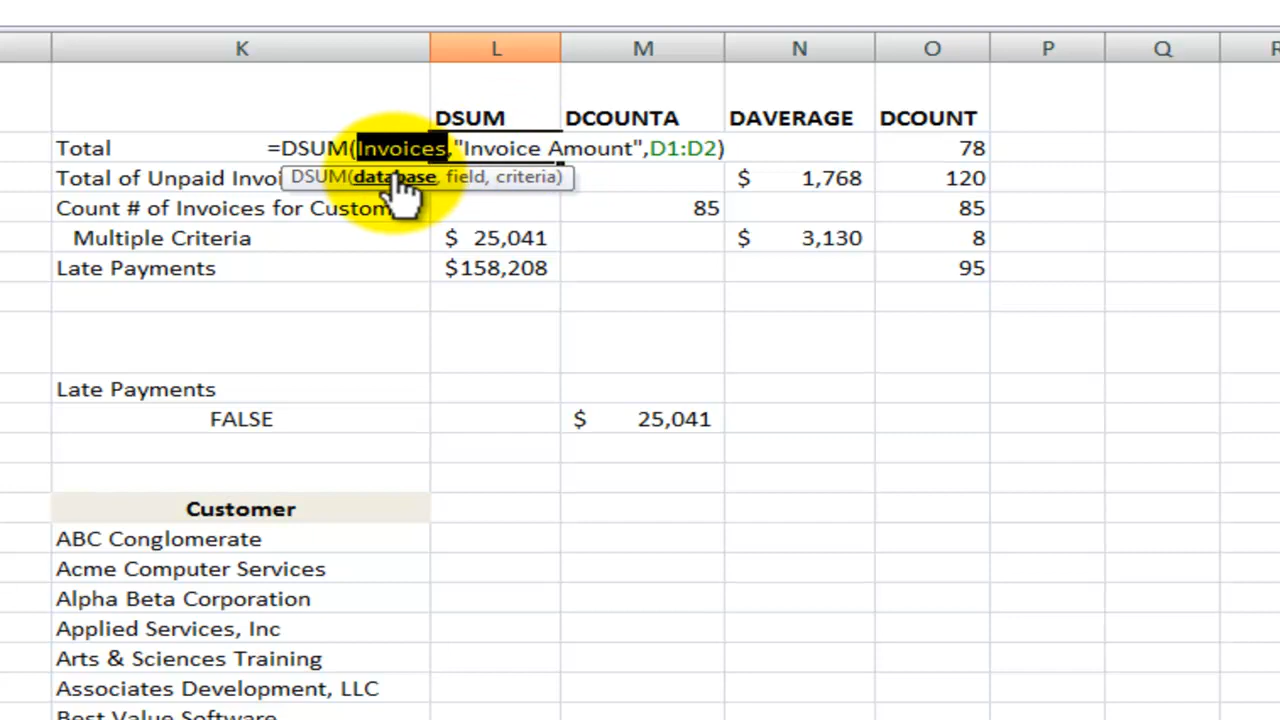 K L M N O P Q R
DSUM DCOUNTA DAVERAGE DCOUNT
Total =DSUM(Invoices,"Invoice Amount",D1:D2) 78
Total of Unpaid Invoi DSUM(database, field, criteria) $ 1,768 120
Count # of Invoices for Custom 85 85
Multiple Criteria $ 25,041 $ 3,130 8
Late Payments $158,208 95
Late Payments
FALSE $ 25,041
Customer
ABC Conglomerate
Acme Computer Services
Alpha Beta Corporation
Applied Services, Inc
Arts & Sciences Training
Associates Development, LLC
Best Value Software